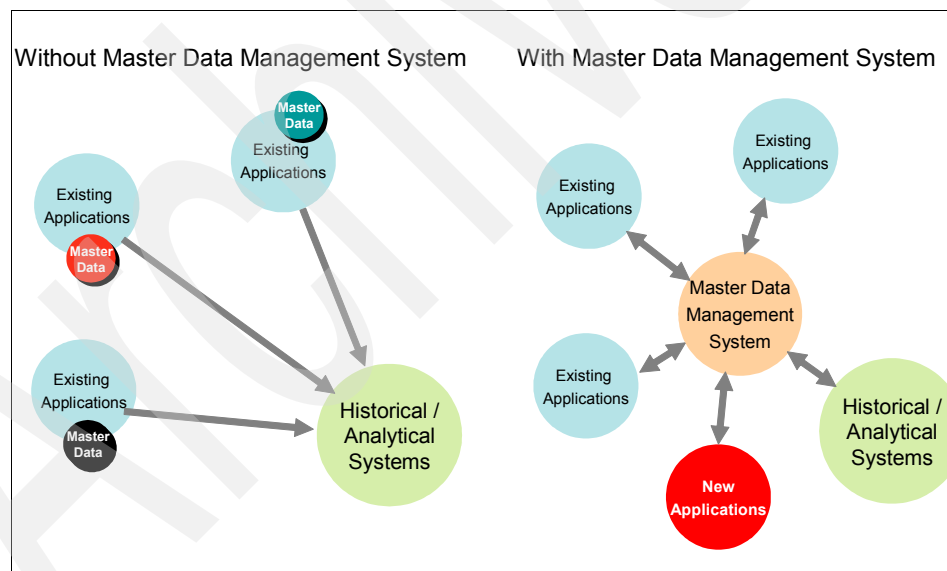 Without Master Data Management System
Master
Data
Existing
Applications
Existing
Applications
Master
Data
Existing
Applications
Master
Data
Historical /
Analytical
Systems
With Master Data Management System
Existing
Applications
Existing
Applications
Master Data
Management
System
Existing
Applications
Historical /
Analytical
Systems
New
Applications